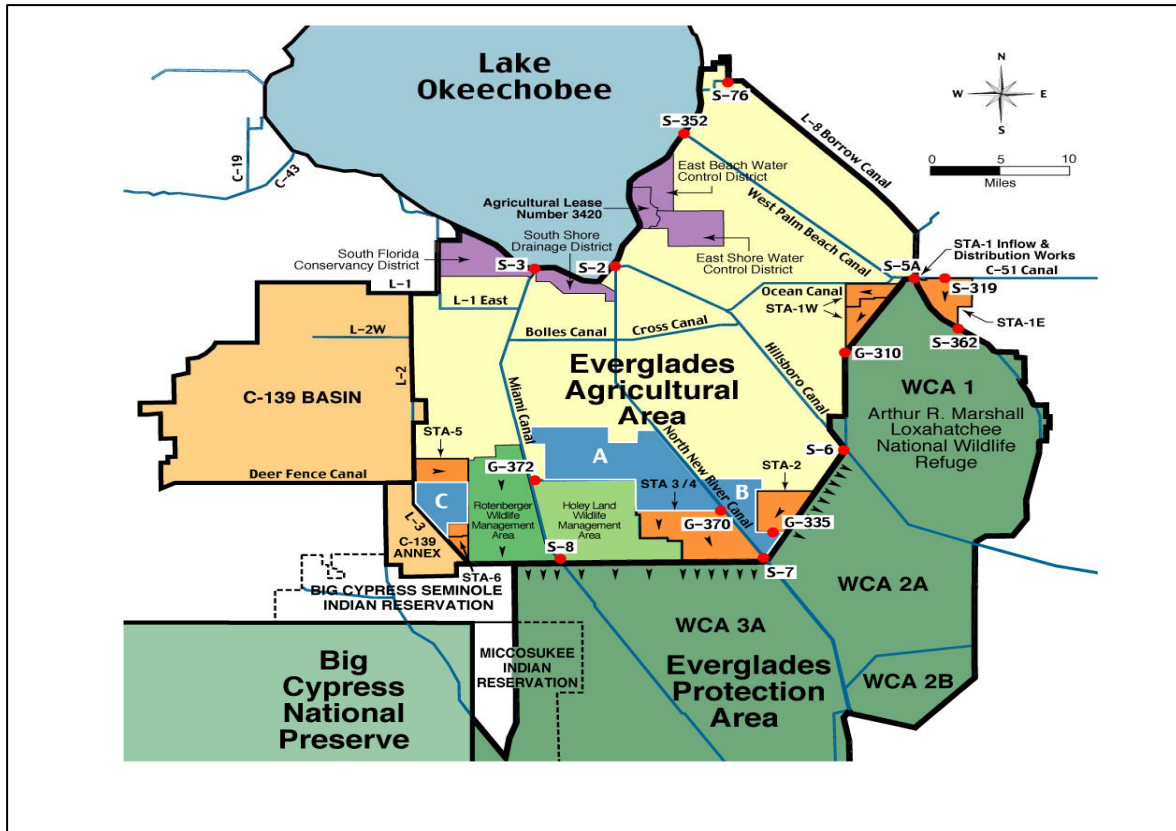 Lake
Okeechobee
N
W
E
S
S-76
S-352
L-8 Borrow Canal
0
5
10
Miles
C-19
C-43
East Beach Water
Control District
Agricultural Lease
Number 3420
West Palm Beach Canal
South Shore
Drainage District
South Florida
Conservancy District
East Shore Water
Control District
STA-1 Inflow &
Distribution Works
S-3
S-2
S-5A
C-51 Canal
L-1
L-1 East
Ocean Canal
STA-1W
S-319
STA-1E
S-362
L-2W
L-2
Bolles Canal
Cross Canal
Hillsboro Canal
G-310
Everglades
Agricultural
Area
WCA 1
Arthur R. Marshall
Loxahatchee
National Wildlife
Refuge
C-139 BASIN
Miami Canal
North New River Canal
STA-5
S-6
Deer Fence Canal
G-372
A
STA 3/4
B
STA-2
C
L-3
C-139
ANNEX
Rotenberger
Wildlife
Management
Area
Holey Land
Wildlife
Management
Area
G-370
G-335
S-8
S-7
STA-6
BIG CYPRESS SEMINOLE
INDIAN RESERVATION
WCA 2A
WCA 3A
MICCOSUKEE
INDIAN
RESERVATION
Big
Cypress
National
Preserve
Everglades
Protection
Area
WCA 2B